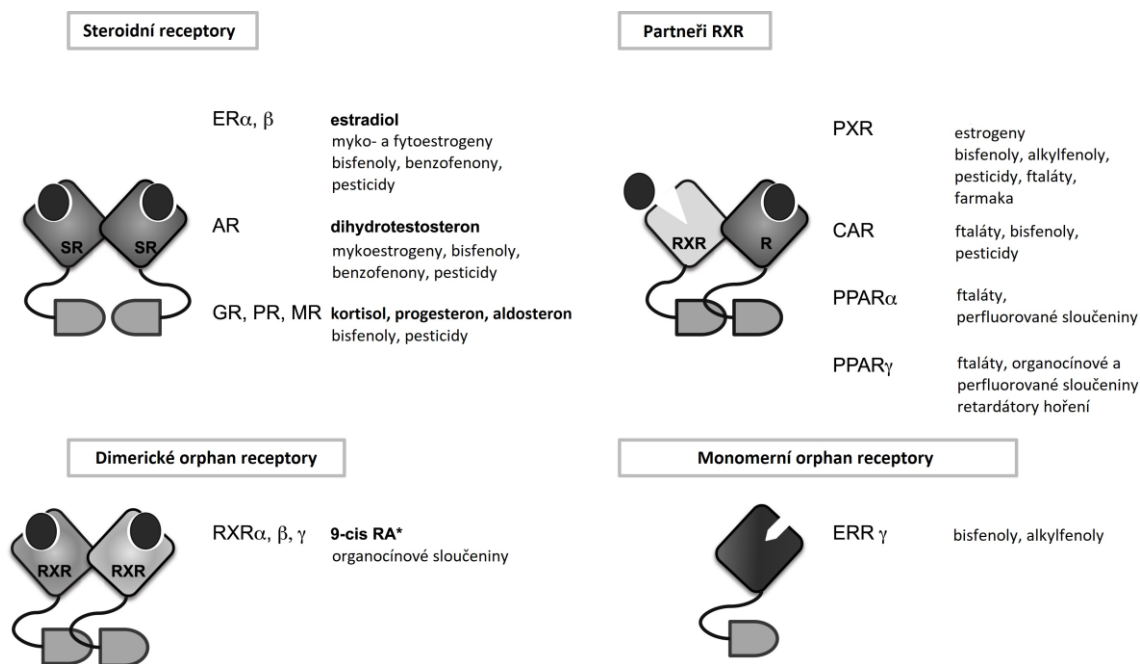 Steroidní receptory
ERα, β
estradiol
myko- a fytoestrogeny
bisfenoly, benzofenony,
pesticidy
SR
SR
AR
dihydrotestosteron
mykoestrogeny, bisfenoly,
benzofenony, pesticidy
GR, PR, MR
kortisol, progesteron, aldosteron
bisfenoly, pesticidy
Partneři RXR
PXR
estrogeny
bisfenoly, alkylfenoly,
pesticidy, ftaláty,
farmaka
RXR
R
CAR
ftaláty, bisfenoly,
pesticidy
PPARα
ftaláty,
perfluorované sloučeniny
PPARγ
ftaláty, organocínové a
perfluorované sloučeniny
retardátory hoření
Dimerické orphan receptory
RXRα, β, γ
9-cis RA*
organocínové sloučeniny
RXR
RXR
Monomerní orphan receptory
ERR γ
bisfenoly, alkylfenoly